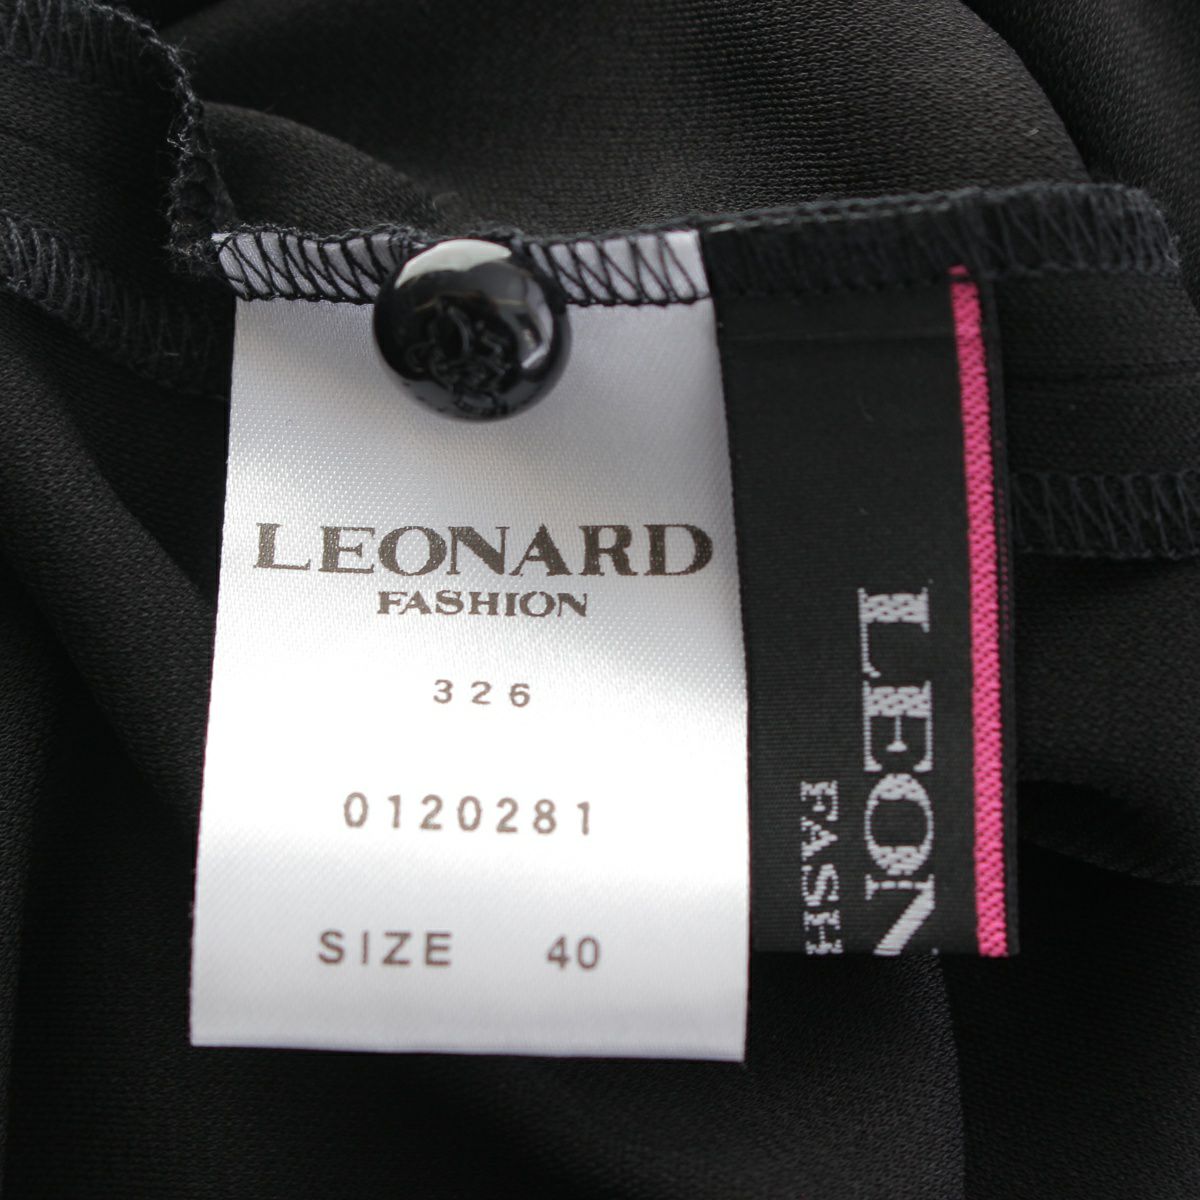 LEONARD
FASHION
326
0120281
SIZE 40
LEON
FASH